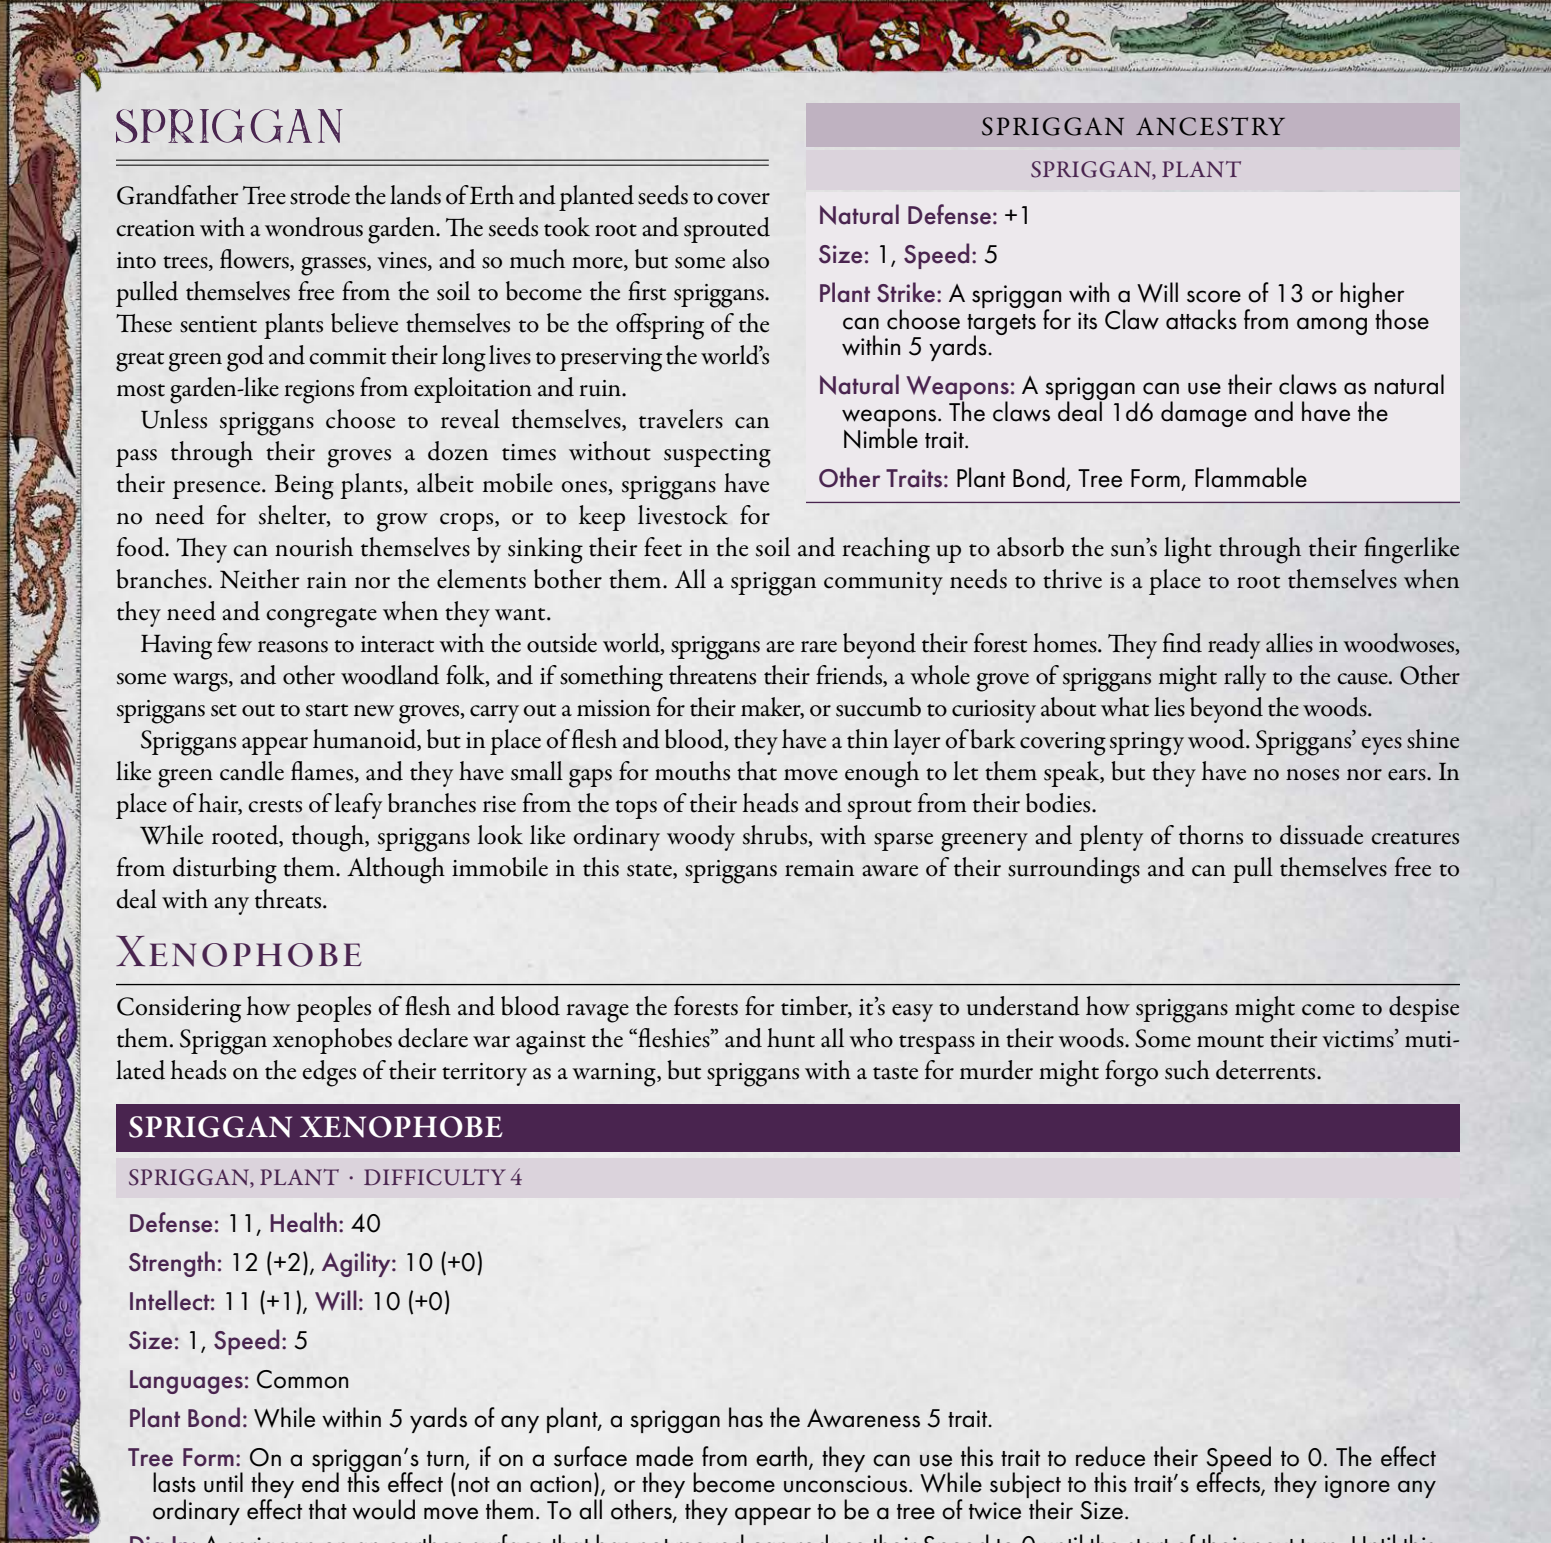 SPRIGGAN
Grandfather Tree strode the lands of Erth and planted seeds to cover
creation with a wondrous garden. The seeds took root and sprouted
into trees, flowers, grasses, vines, and so much more, but some also
pulled themselves free from the soil to become the first spriggans.
These sentient plants believe themselves to be the offspring of the
great green god and commit their long lives to preserving the world’s
most garden-like regions from exploitation and ruin.
Unless spriggans choose to reveal themselves, travelers can
pass through their groves a dozen times without suspecting
their presence. Being plants, albeit mobile ones, spriggans have
no need for shelter, to grow crops, or to keep livestock for
food. They can nourish themselves by sinking their feet in the soil and reaching up to absorb the sun’s light through their fingerlike
branches. Neither rain nor the elements bother them. All a spriggan community needs to thrive is a place to root themselves when
they need and congregate when they want.
Having few reasons to interact with the outside world, spriggans are rare beyond their forest homes. They find ready allies in woodwoses,
some wargs, and other woodland folk, and if something threatens their friends, a whole grove of spriggans might rally to the cause. Other
spriggans set out to start new groves, carry out a mission for their maker, or succumb to curiosity about what lies beyond the woods.
Spriggans appear humanoid, but in place of flesh and blood, they have a thin layer of bark covering springy wood. Spriggans’ eyes shine
like green candle flames, and they have small gaps for mouths that move enough to let them speak, but they have no noses nor ears. In
place of hair, crests of leafy branches rise from the tops of their heads and sprout from their bodies.
While rooted, though, spriggans look like ordinary woody shrubs, with sparse greenery and plenty of thorns to dissuade creatures
from disturbing them. Although immobile in this state, spriggans remain aware of their surroundings and can pull themselves free to
deal with any threats.
SPRIGGAN ANCESTRY
SPRIGGAN, PLANT
Natural Defense: +1
Size: 1, Speed: 5
Plant Strike: A spriggan with a Will score of 13 or higher
can choose targets for its Claw attacks from among those
within 5 yards.
Natural Weapons: A spriggan can use their claws as natural
weapons. The claws deal 1d6 damage and have the
Nimble trait.
Other Traits: Plant Bond, Tree Form, Flammable
XENOPHOBE
Considering how peoples of flesh and blood ravage the forests for timber, it’s easy to understand how spriggans might come to despise
them. Spriggan xenophobes declare war against the “fleshies” and hunt all who trespass in their woods. Some mount their victims’ muti-
lated heads on the edges of their territory as a warning, but spriggans with a taste for murder might forgo such deterrents.
SPRIGGAN XENOPHOBE
SPRIGGAN, PLANT · DIFFICULTY 4
Defense: 11, Health: 40
Strength: 12 (+2), Agility: 10 (+0)
Intellect: 11 (+1), Will: 10 (+0)
Size: 1, Speed: 5
Languages: Common
Plant Bond: While within 5 yards of any plant, a spriggan has the Awareness 5 trait.
Tree Form: On a spriggan’s turn, if on a surface made from earth, they can use this trait to reduce their Speed to 0. The effect
lasts until they end this effect (not an action), or they become unconscious. While subject to this trait’s effects, they ignore any
ordinary effect that would move them. To all others, they appear to be a tree of twice their Size.